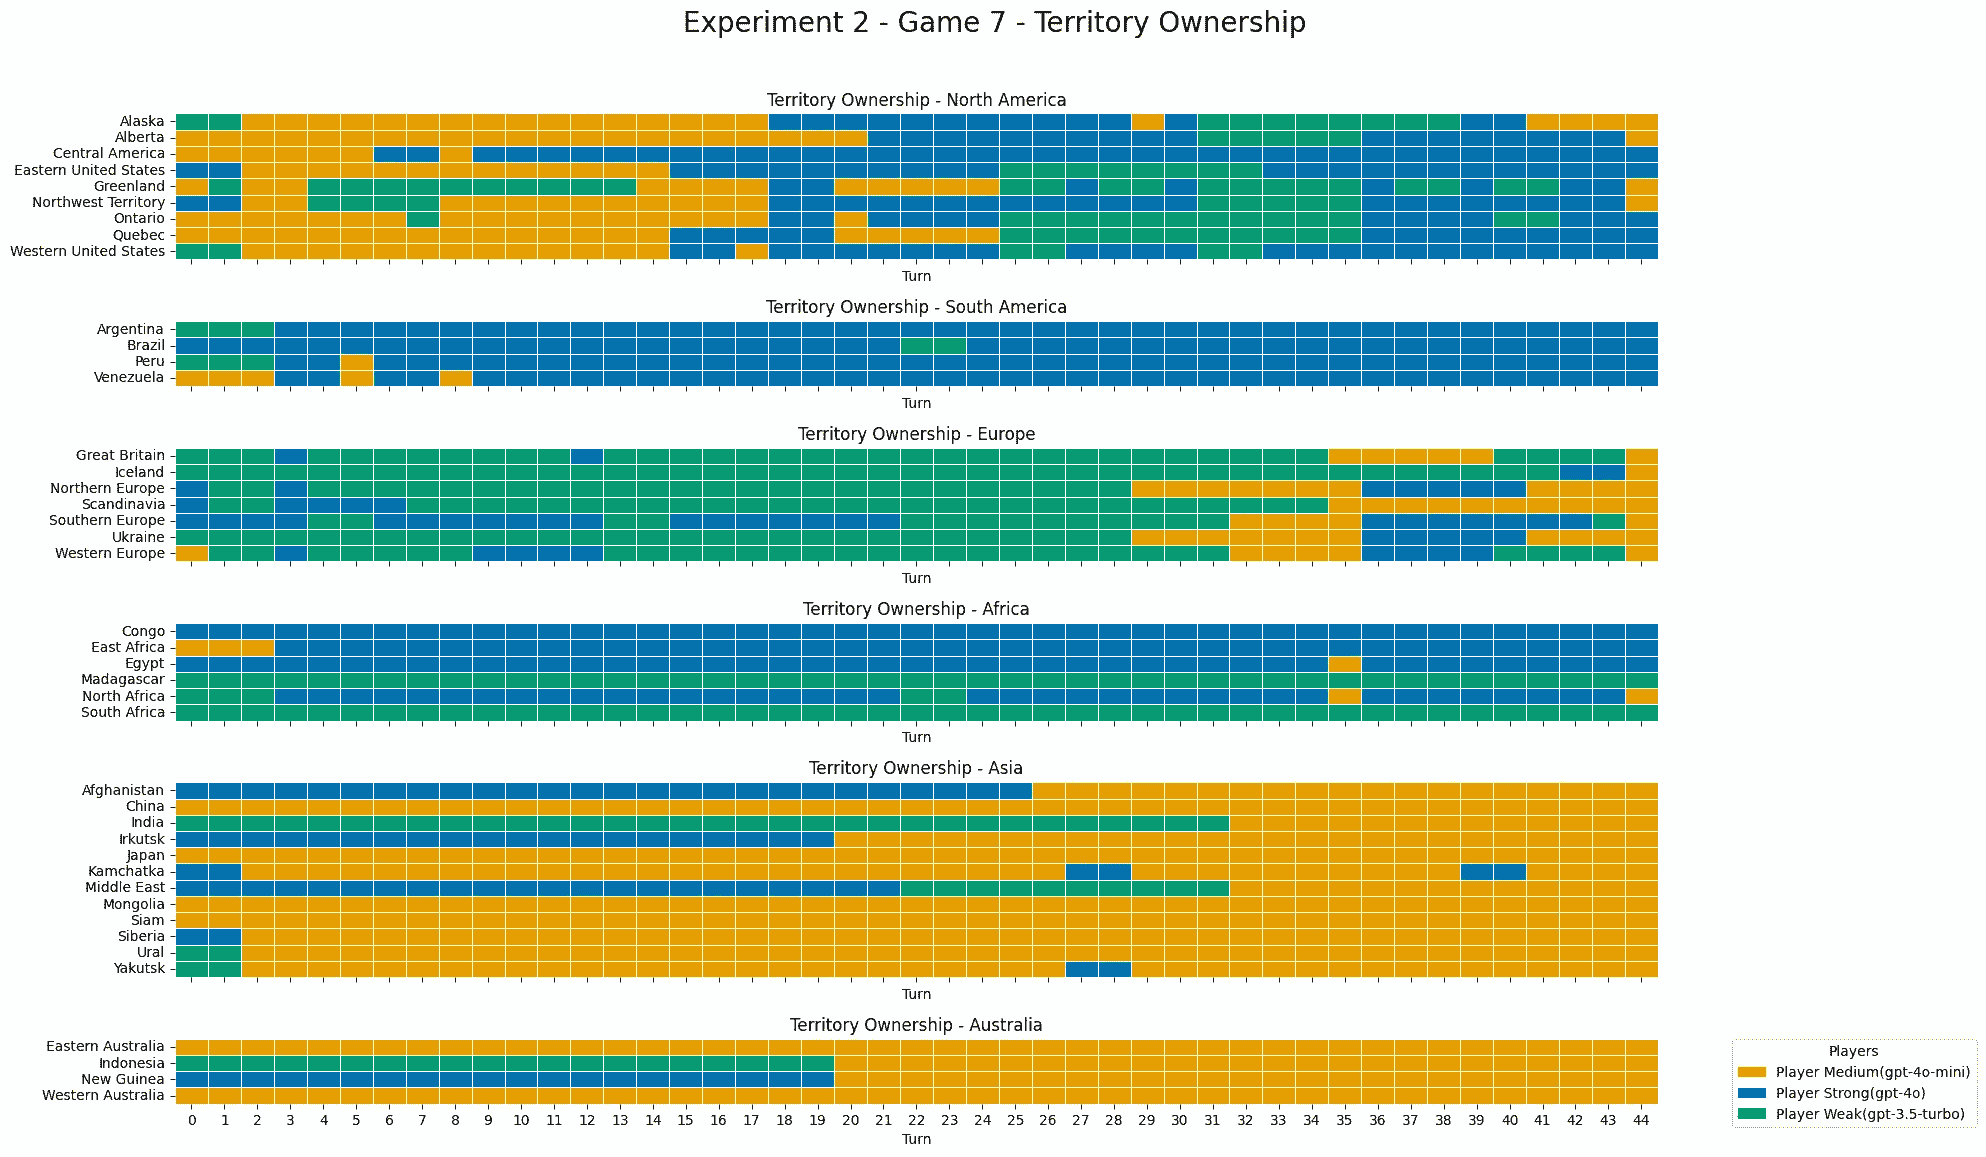 Experiment 2 - Game 7 - Territory Ownership
Territory Ownership - North America
Alaska
Alberta
Central America
Eastern United States
Greenland
Northwest Territory
Ontario
Quebec
Western United States
Turn
Territory Ownership - South America
Argentina
Brazil
Peru
Venezuela
Turn
Territory Ownership - Europe
Great Britain
Iceland
Northern Europe
Scandinavia
Southern Europe
Ukraine
Western Europe
Turn
Territory Ownership - Africa
Congo
East Africa
Egypt
Madagascar
North Africa
South Africa
Turn
Territory Ownership - Asia
Afghanistan
China
India
Irkutsk
Japan
Kamchatka
Middle East
Mongolia
Siam
Siberia
Ural
Yakutsk
Turn
Territory Ownership - Australia
Eastern Australia
Indonesia
New Guinea
Western Australia
0 1 2 3 4 5 6 7 8 9 10 11 12 13 14 15 16 17 18 19 20 21 22 23 24 25 26 27 28 29 30 31 32 33 34 35 36 37 38 39 40 41 42 43 44
Turn
Players
Player Medium(gpt-4o-mini)
Player Strong(gpt-4o)
Player Weak(gpt-3.5-turbo)